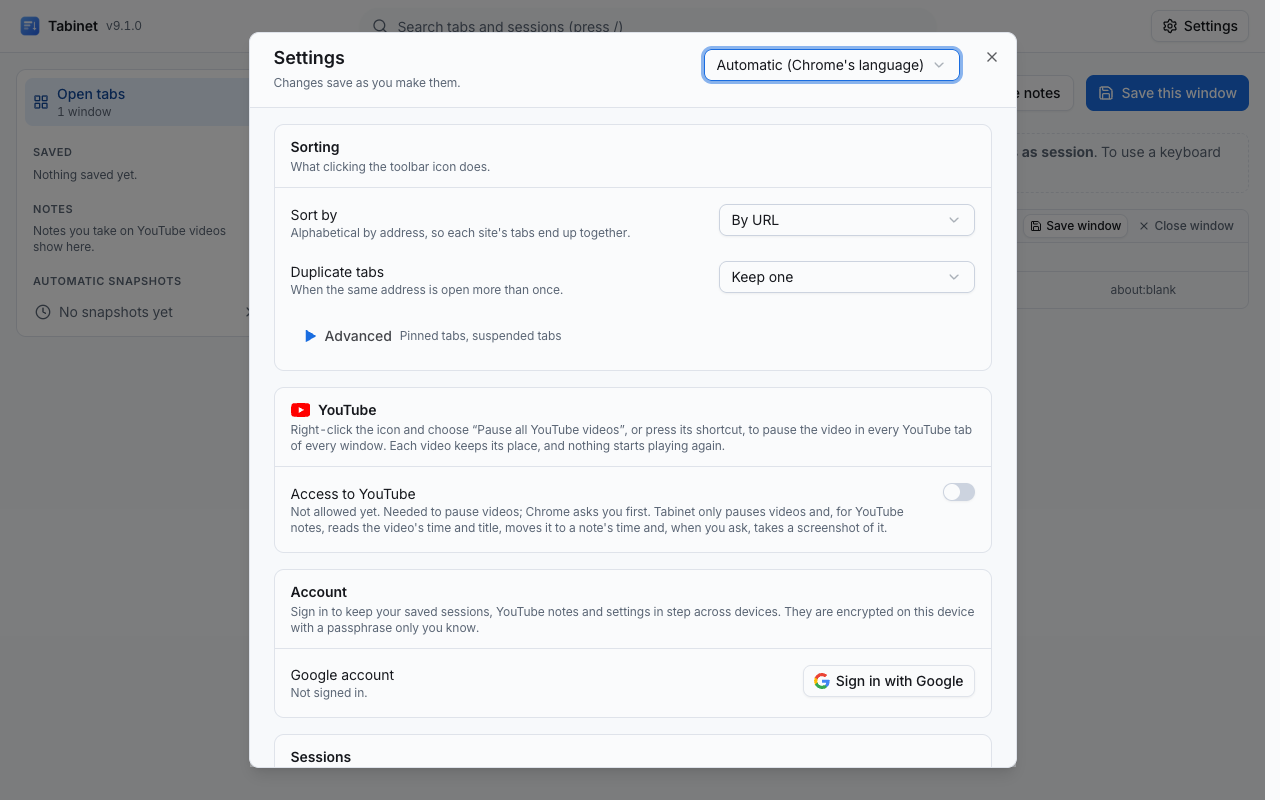 Tabinet v9.1.0
Search tabs and sessions (press /)
Settings
Open tabs
1 window
SAVED
Nothing saved yet.
NOTES
Notes you take on YouTube videos
show here.
AUTOMATIC SNAPSHOTS
No snapshots yet
notes
Save this window
as session. To use a keyboard
Save window
Close window
about:blank
Settings
Changes save as you make them.
Automatic (Chrome's language)
Sorting
What clicking the toolbar icon does.
Sort by
Alphabetical by address, so each site's tabs end up together.
By URL
Duplicate tabs
When the same address is open more than once.
Keep one
Advanced Pinned tabs, suspended tabs
YouTube
Right-click the icon and choose “Pause all YouTube videos”, or press its shortcut, to pause the video in every YouTube tab
of every window. Each video keeps its place, and nothing starts playing again.
Access to YouTube
Not allowed yet. Needed to pause videos; Chrome asks you first. Tabinet only pauses videos and, for YouTube
notes, reads the video's time and title, moves it to a note's time and, when you ask, takes a screenshot of it.
Account
Sign in to keep your saved sessions, YouTube notes and settings in step across devices. They are encrypted on this device
with a passphrase only you know.
Google account
Not signed in.
Sign in with Google
Sessions